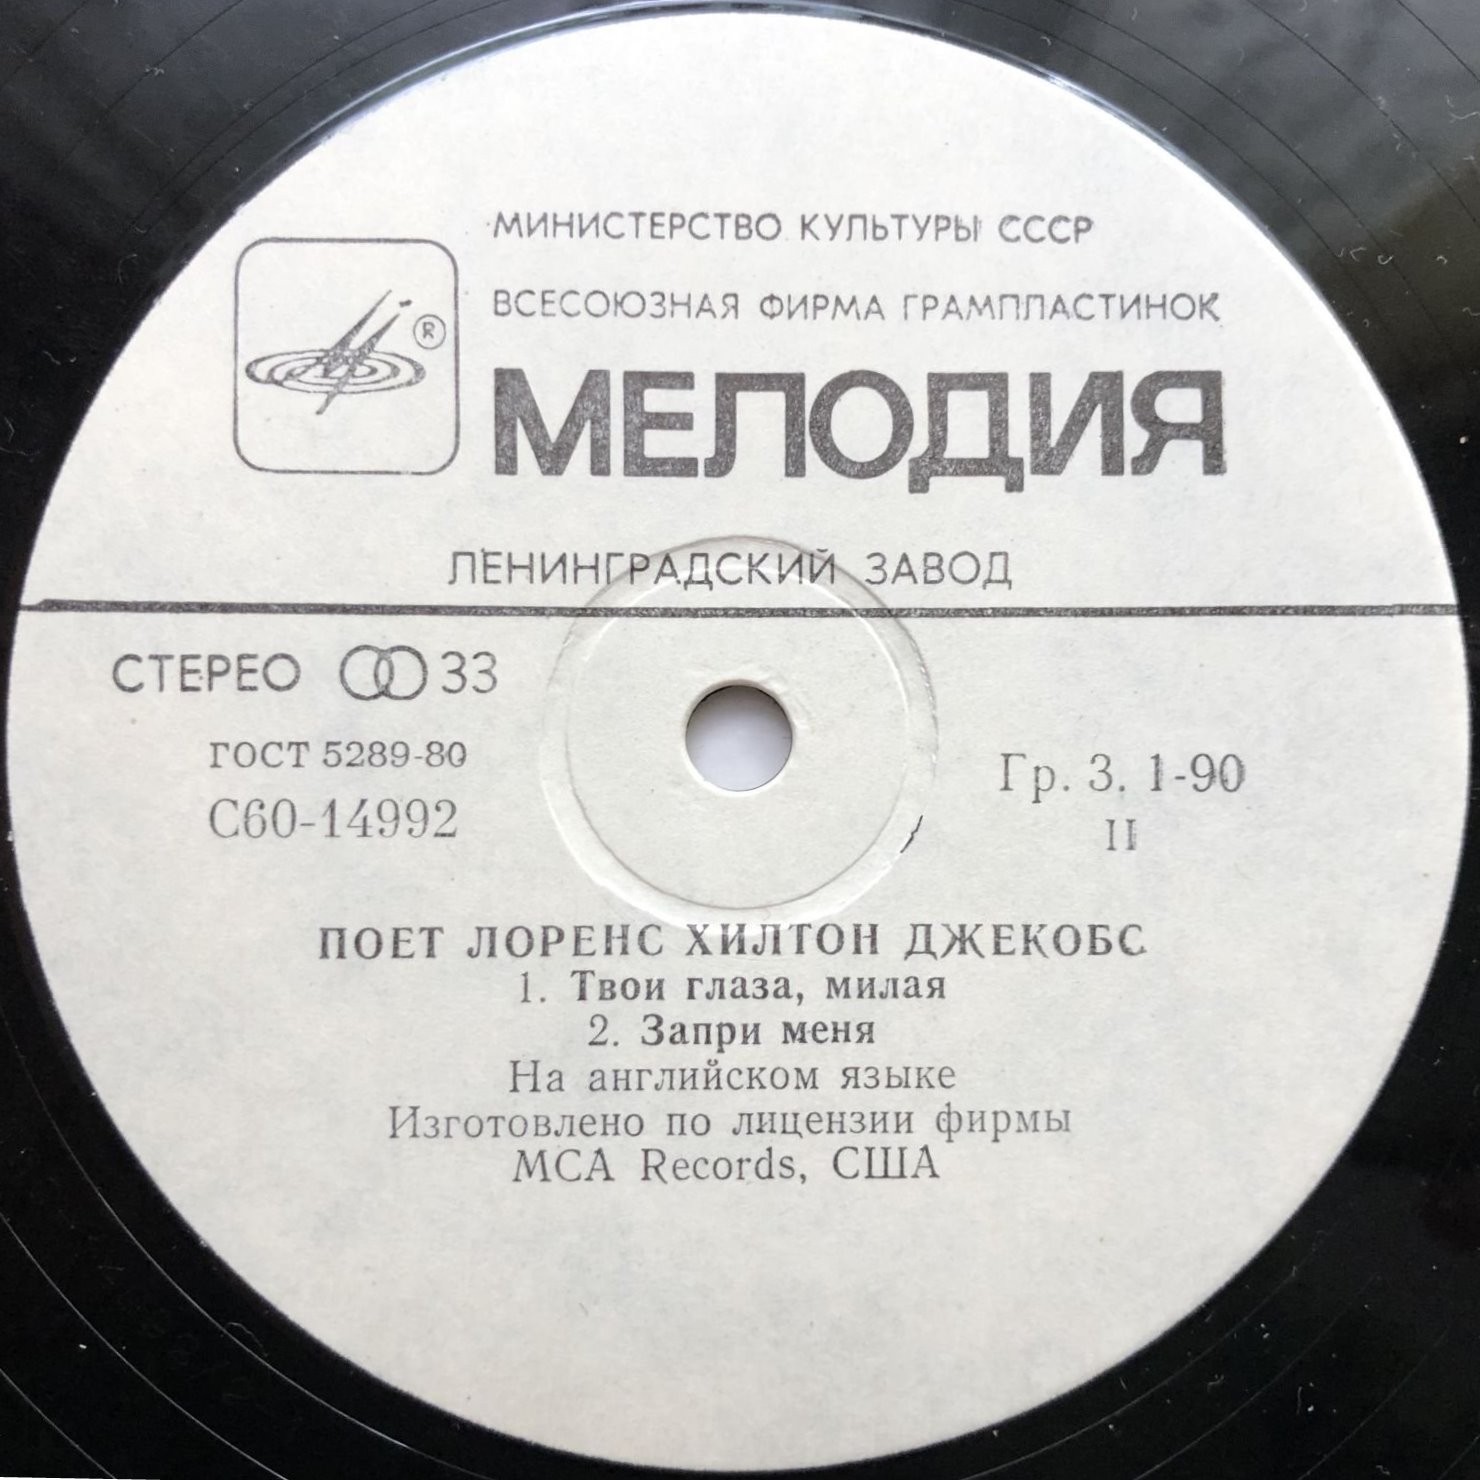 МИНИСТЕРСТВО КУЛЬТУРЫ СССР
ВСЕСОЮЗНАЯ ФИРМА ГРАМПЛАСТИНОК
®
МЕЛОДИЯ
ЛЕНИНГРАДСКИЙ ЗАВОД
СТЕРЕО 33
ГОСТ 5289-80
С60-14992
Гр. 3. 1-90
II
ПОЕТ ЛОРЕНС ХИЛТОН ДЖЕКОБС
1. Твои глаза, милая
2. Запри меня
На английском языке
Изготовлено по лицензии фирмы
MCA Records, США